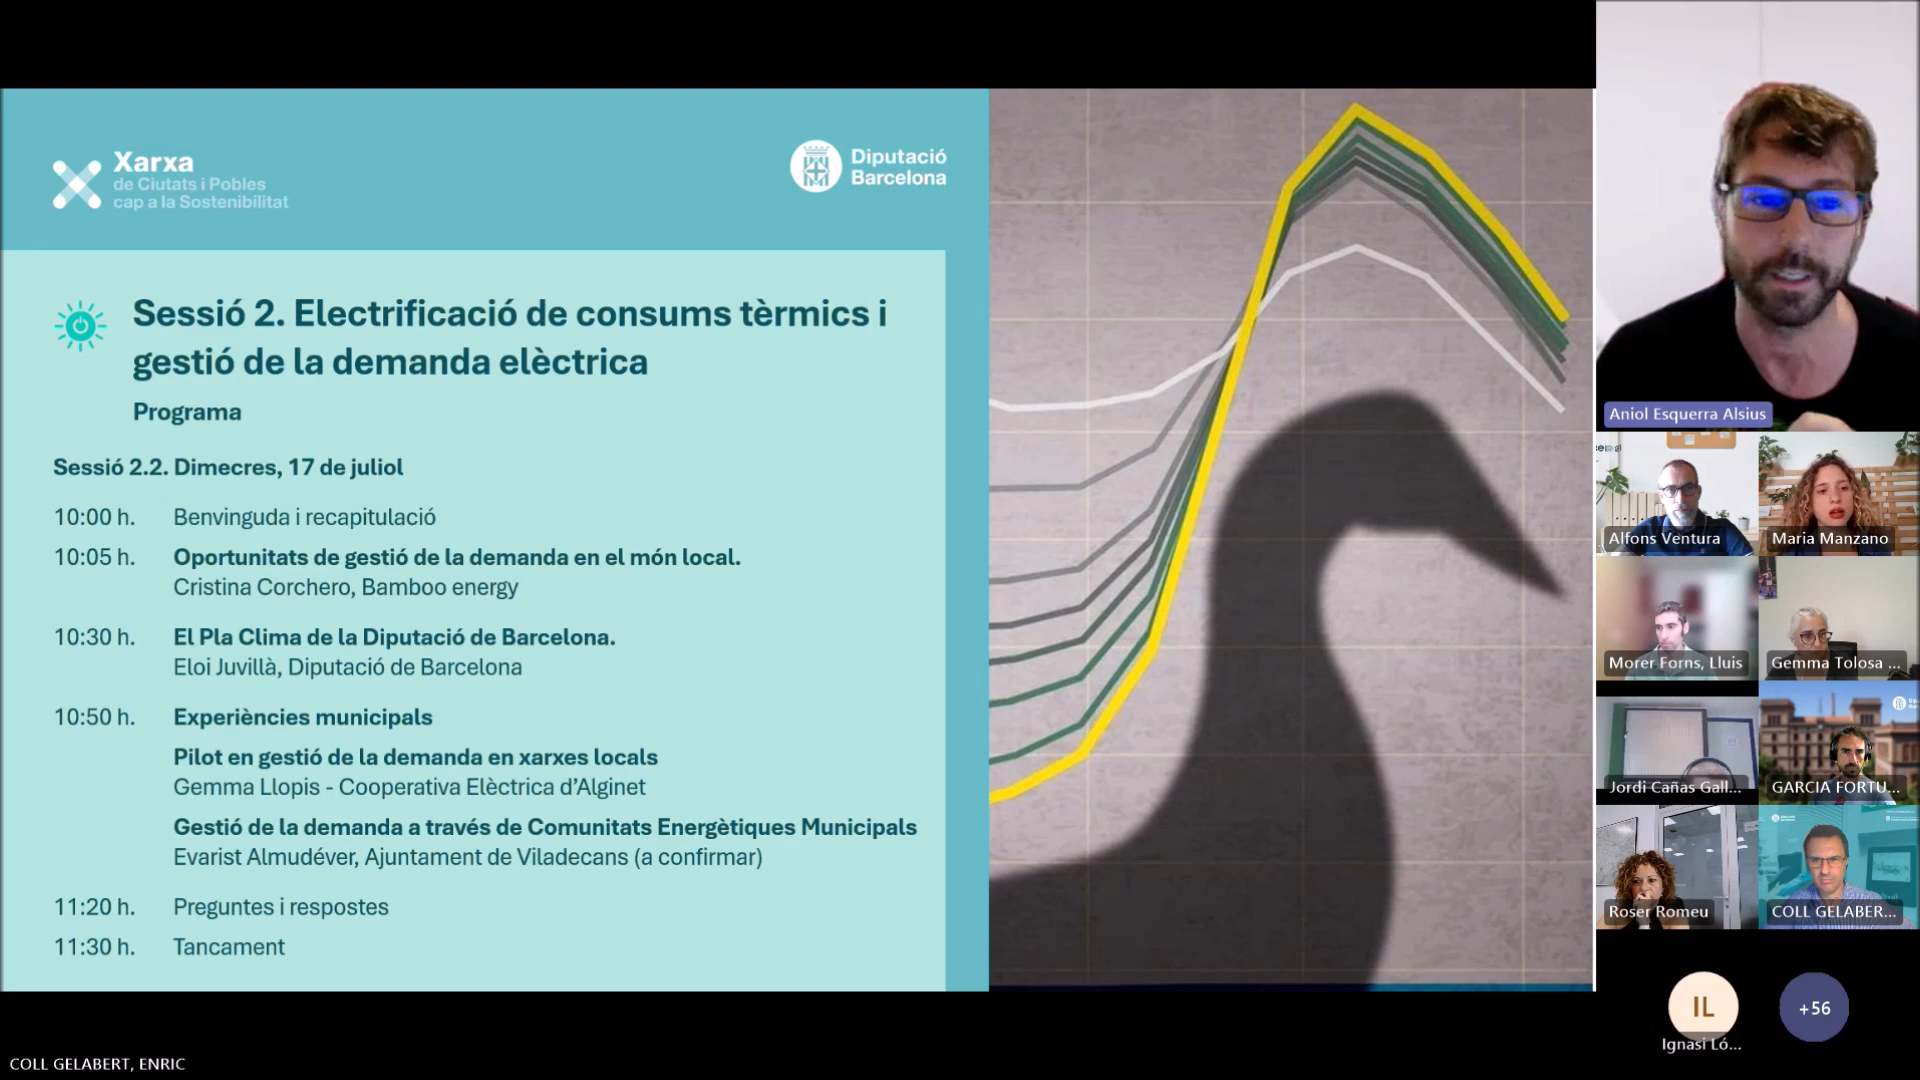 Xarxa
de Ciutats i Pobles
cap a la Sostenibilitat
Diputació
Barcelona
Sessió 2. Electrificació de consums tèrmics i
gestió de la demanda elèctrica
Programa
Sessió 2.2. Dimecres, 17 de juliol
10:00 h. Benvinguda i recapitulació
10:05 h. Oportunitats de gestió de la demanda en el món local.
Cristina Corchero, Bamboo energy
10:30 h. El Pla Clima de la Diputació de Barcelona.
Eloi Juvillà, Diputació de Barcelona
10:50 h. Experiències municipals
Pilot en gestió de la demanda en xarxes locals
Gemma Llopis - Cooperativa Elèctrica d'Alginet
Gestió de la demanda a través de Comunitats Energètiques Municipals
Evarist Almudéver, Ajuntament de Viladecans (a confirmar)
11:20 h. Preguntes i respostes
11:30 h. Tancament
Aniol Esquerra Alsius
Alfons Ventura
Maria Manzano
Morer Forns, Lluis
Gemma Tolosa ...
Jordi Cañas Gall...
GARCIA FORTU...
Roser Romeu
COLL GELABER...
IL
Ignasi Ló...
+56
COLL GELABERT, ENRIC